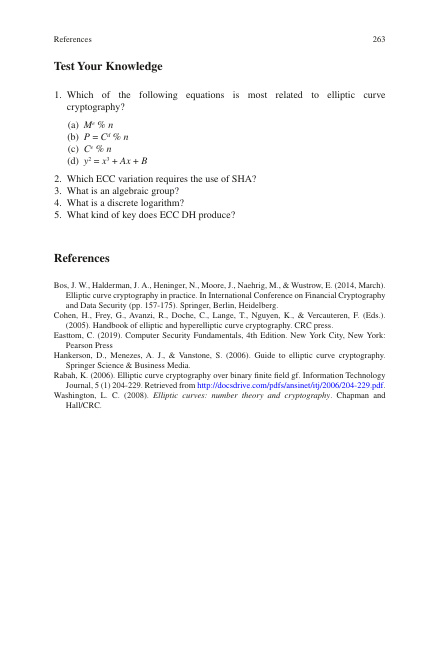 References 263
Test Your Knowledge
1. Which of the following equations is most related to elliptic curve
cryptography?
(a) Mᵉ % n
(b) P = Cᵈ % n
(c) Cᵉ % n
(d) y² = x³ + Ax + B
2. Which ECC variation requires the use of SHA?
3. What is an algebraic group?
4. What is a discrete logarithm?
5. What kind of key does ECC DH produce?
References
Bos, J. W., Halderman, J. A., Heninger, N., Moore, J., Naehrig, M., & Wustrow, E. (2014, March).
Elliptic curve cryptography in practice. In International Conference on Financial Cryptography
and Data Security (pp. 157-175). Springer, Berlin, Heidelberg.
Cohen, H., Frey, G., Avanzi, R., Doche, C., Lange, T., Nguyen, K., & Vercauteren, F. (Eds.).
(2005). Handbook of elliptic and hyperelliptic curve cryptography. CRC press.
Easttom, C. (2019). Computer Security Fundamentals, 4th Edition. New York City, New York:
Pearson Press
Hankerson, D., Menezes, A. J., & Vanstone, S. (2006). Guide to elliptic curve cryptography.
Springer Science & Business Media.
Rabah, K. (2006). Elliptic curve cryptography over binary finite field gf. Information Technology
Journal, 5 (1) 204-229. Retrieved from http://docsdrive.com/pdfs/ansinet/itj/2006/204-229.pdf.
Washington, L. C. (2008). Elliptic curves: number theory and cryptography. Chapman and
Hall/CRC.